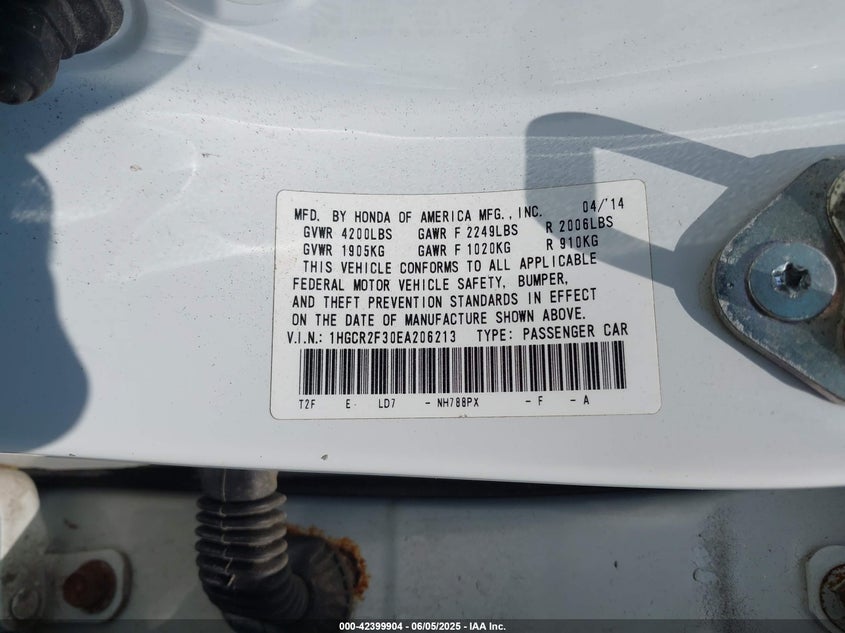 MFD. BY HONDA OF AMERICA MFG., INC. 04/'14
GVWR 4200LBS GAWR F 2249LBS R 2006LBS
GVWR 1905KG GAWR F 1020KG R 910KG
THIS VEHICLE CONFORMS TO ALL APPLICABLE
FEDERAL MOTOR VEHICLE SAFETY, BUMPER,
AND THEFT PREVENTION STANDARDS IN EFFECT
ON THE DATE OF MANUFACTURE SHOWN ABOVE.
V.I.N.: 1HGCR2F30EA206213 TYPE: PASSENGER CAR
T2F E LD7 - NH788PX - F - A
000-42399904 06/05/2025 - IAA Inc.